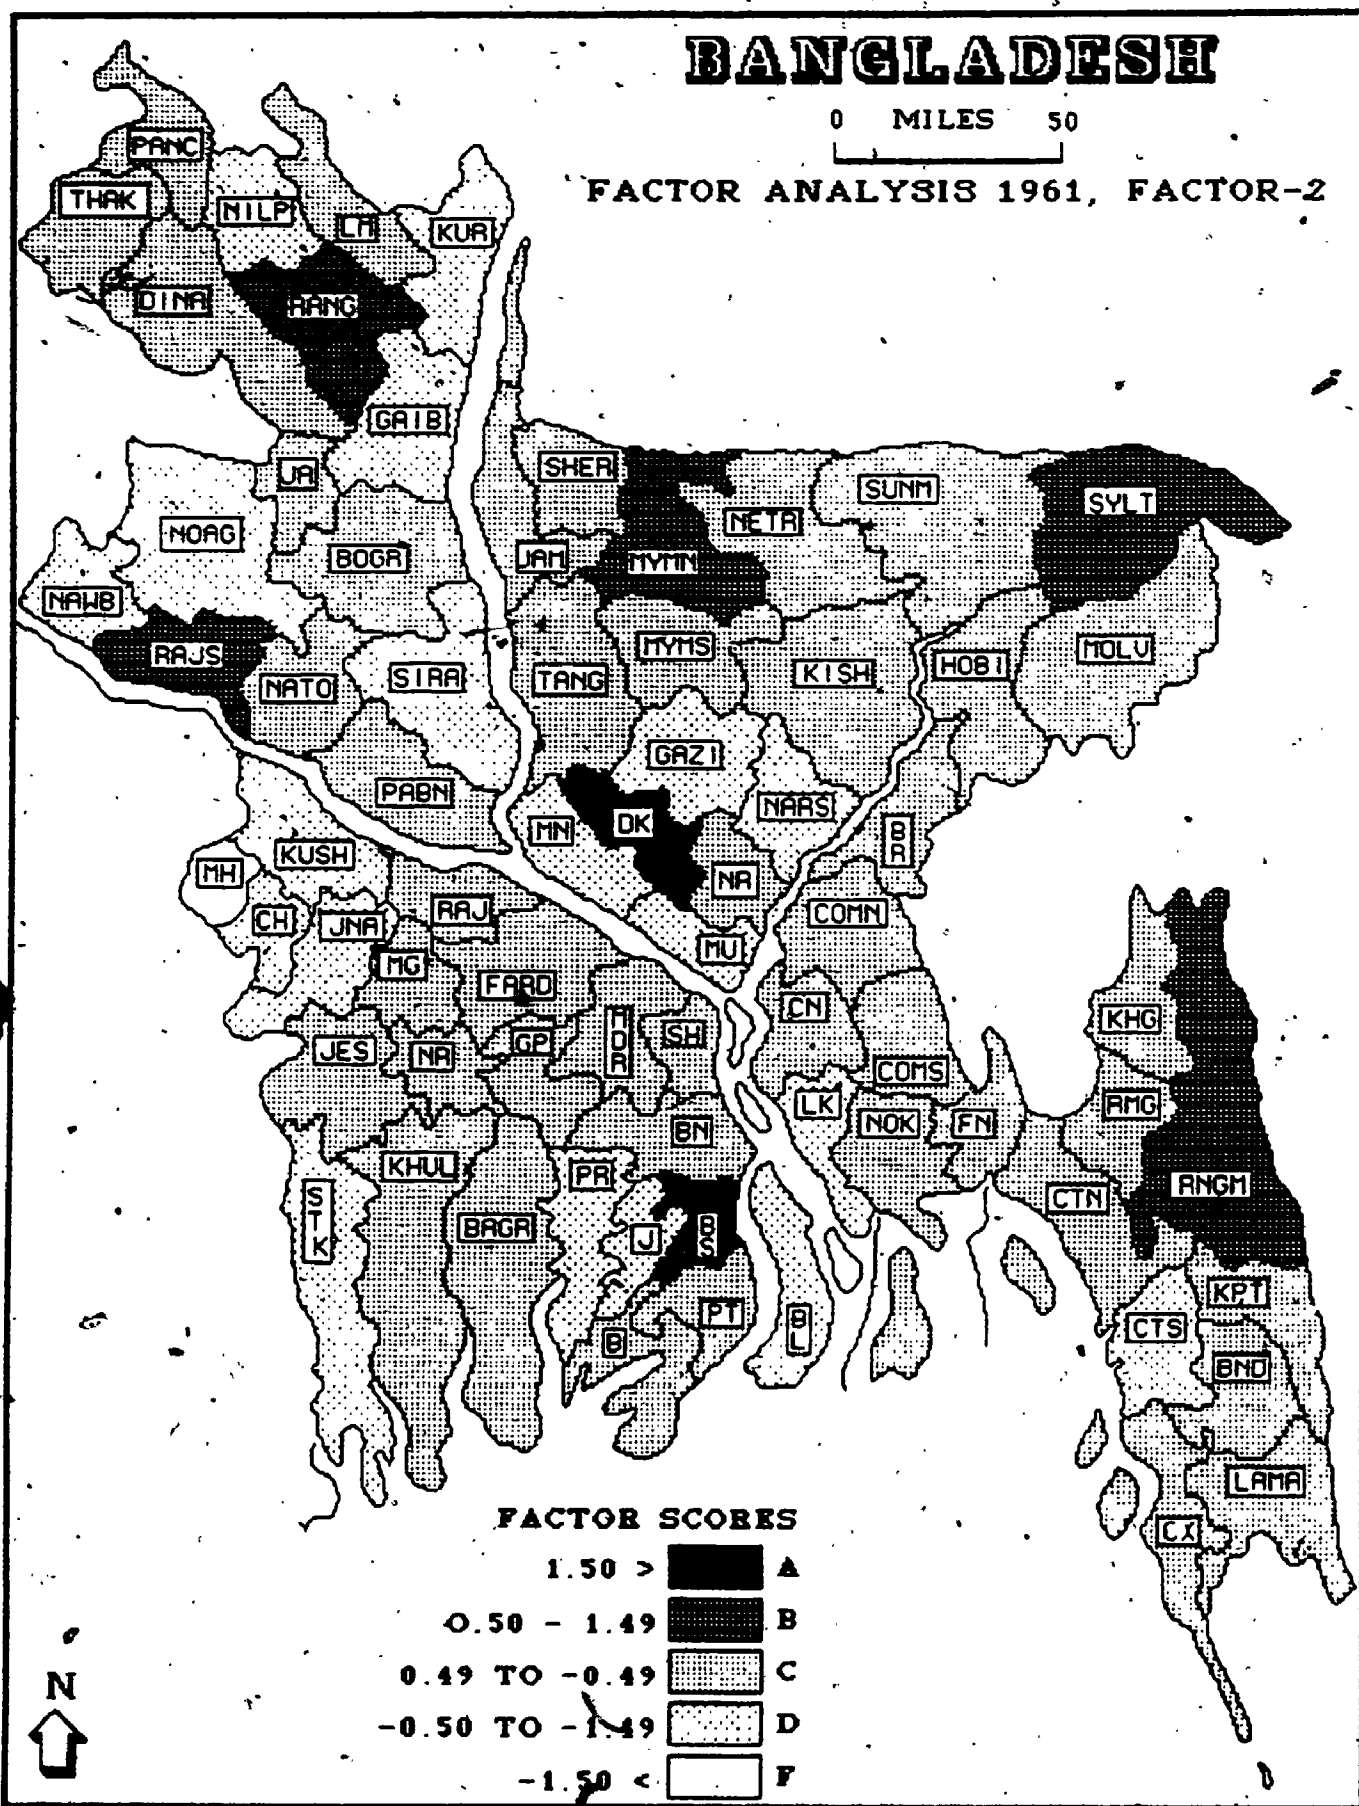 BANGLADESH
0 MILES 50
FACTOR ANALYSIS 1961, FACTOR-2
PANC
THAK
NILP
LM
KUR
DINA
RANG
GAIB
JA
SHER
SUNM
SYLT
NOAG
NETR
BOGR
JAM
MYMN
NAWB
RAJS
MYMS
MOLV
NATO
SIRA
TANG
KISH
HOBI
GAZI
PABN
NARS
MN
DK
BR
KUSH
MH
NR
CH
JNA
RAJ
COMN
MU
MG
FARD
CN
KHG
JES
NR
GP
MDR
SH
COMS
LK
RMG
NOK
FN
BN
KHUL
PR
RNGM
CTN
STK
BAGR
J
BS
KPT
PT
BL
CTS
B
BND
LAMA
CX
FACTOR SCORES
1.50 > A
0.50 - 1.49 B
0.49 TO -0.49 C
-0.50 TO -1.49 D
-1.50 < F
N